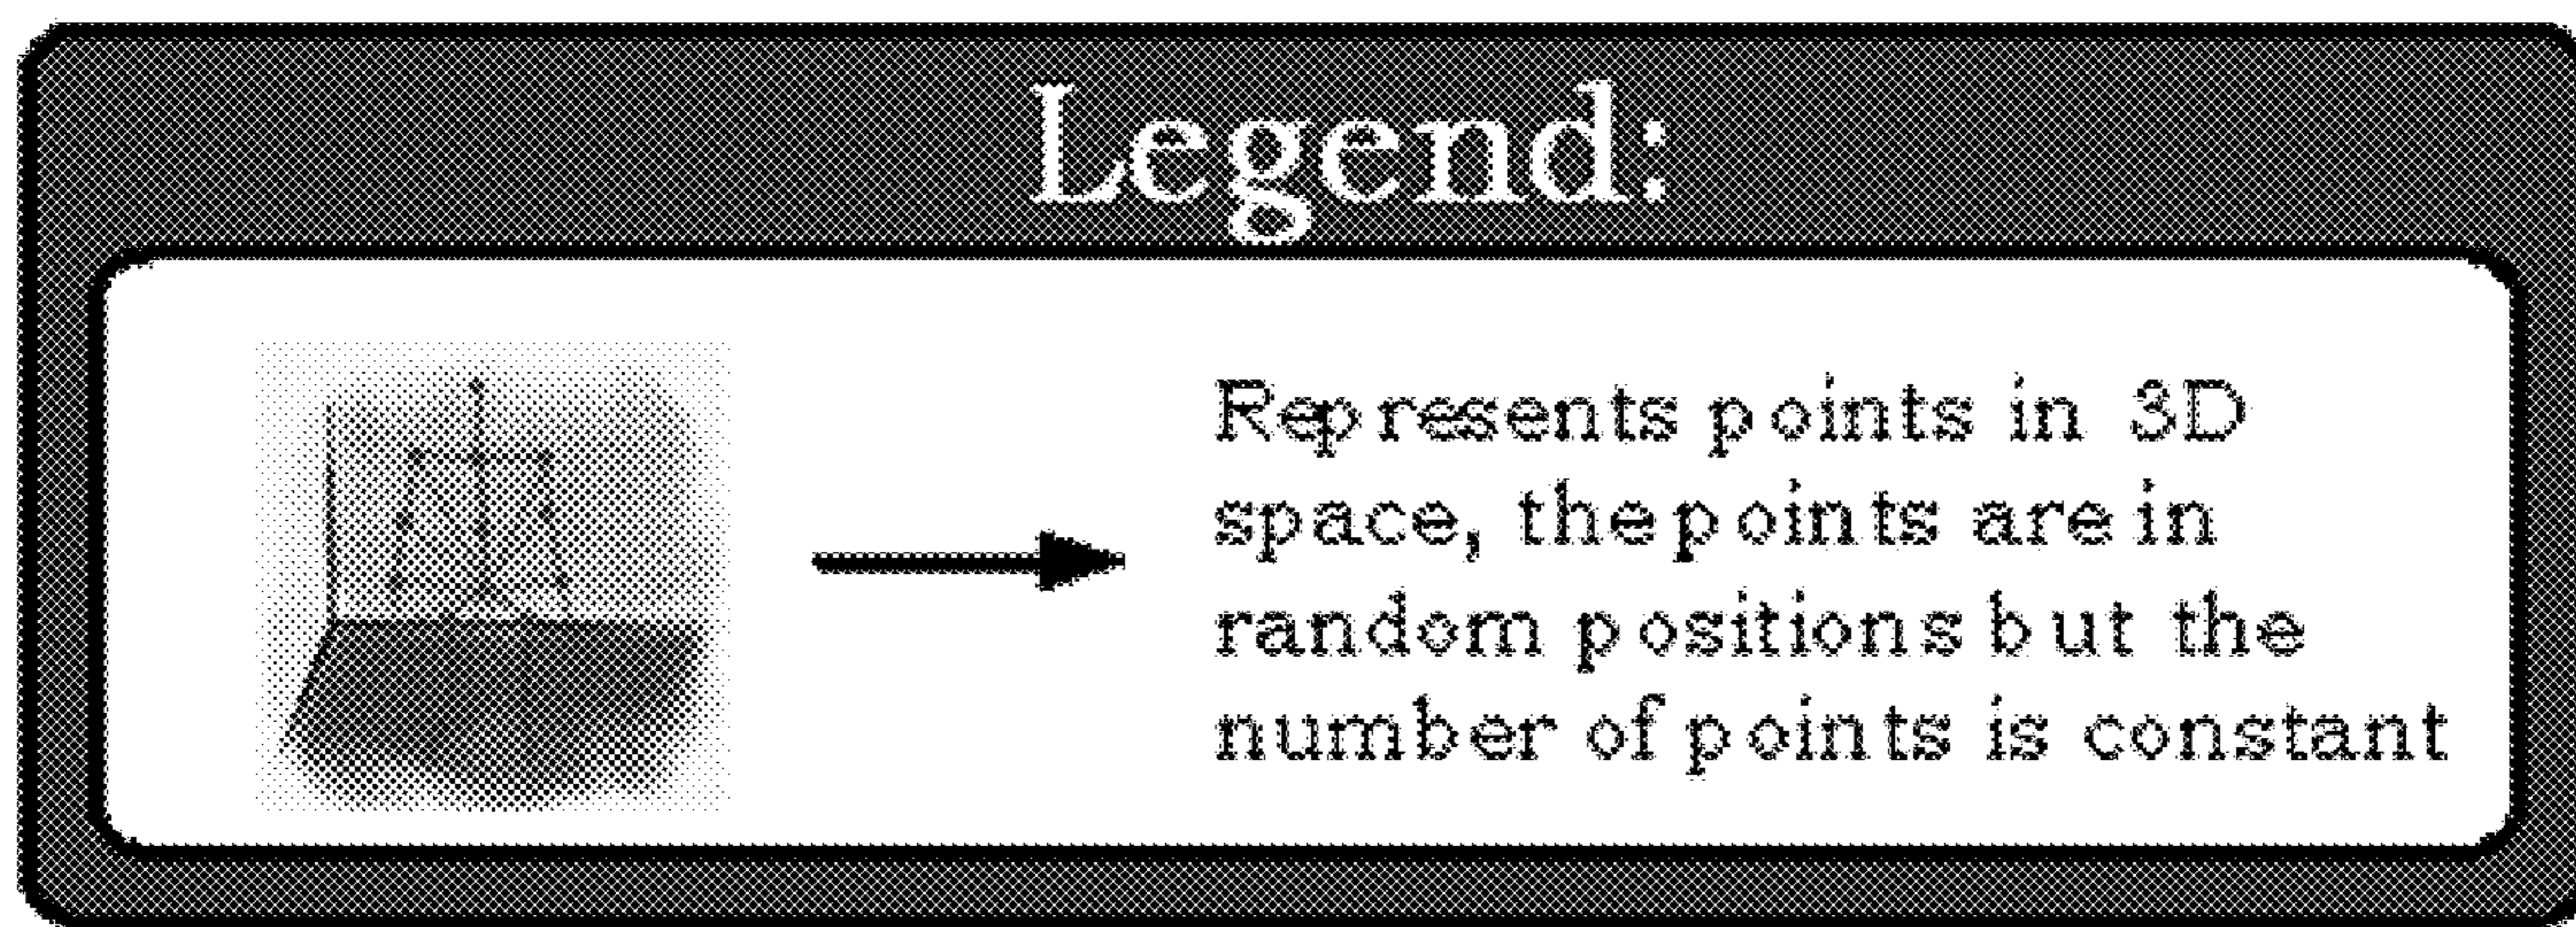 Legend:
Represents points in 3D
space, the points are in
random positions but the
number of points is constant